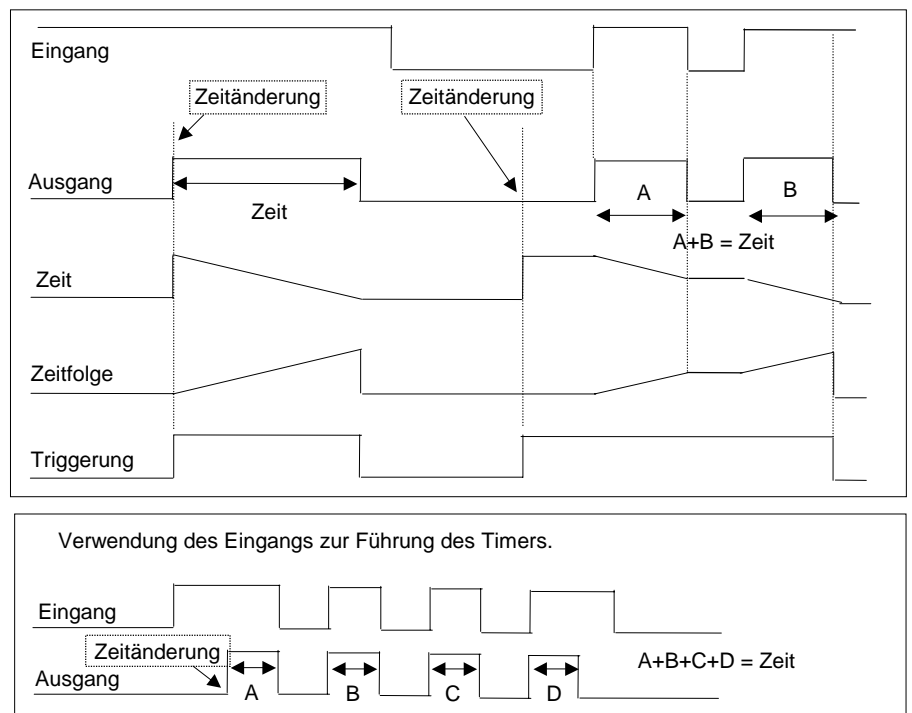 Eingang
Zeitänderung Zeitänderung
Ausgang
A B
Zeit
A+B = Zeit
Zeit
Zeitfolge
Triggerung
Verwendung des Eingangs zur Führung des Timers.
Eingang
Zeitänderung
A+B+C+D = Zeit
Ausgang
A B C D